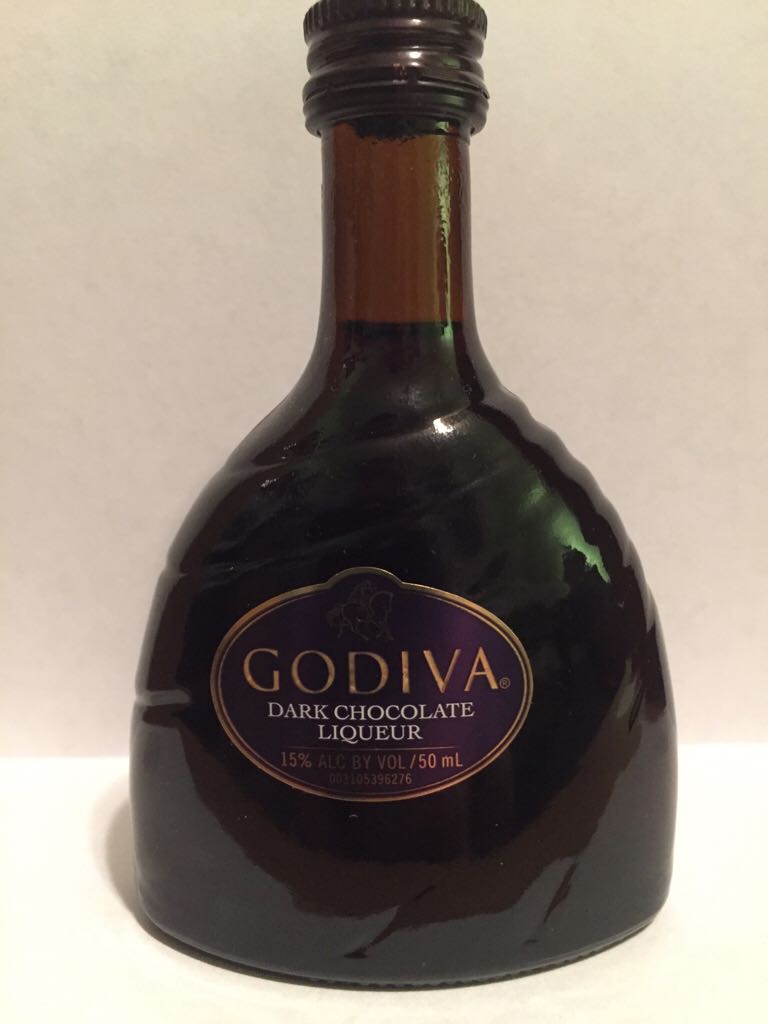 GODIVA®
DARK CHOCOLATE
LIQUEUR
15% ALC BY VOL/50 mL
003105396276